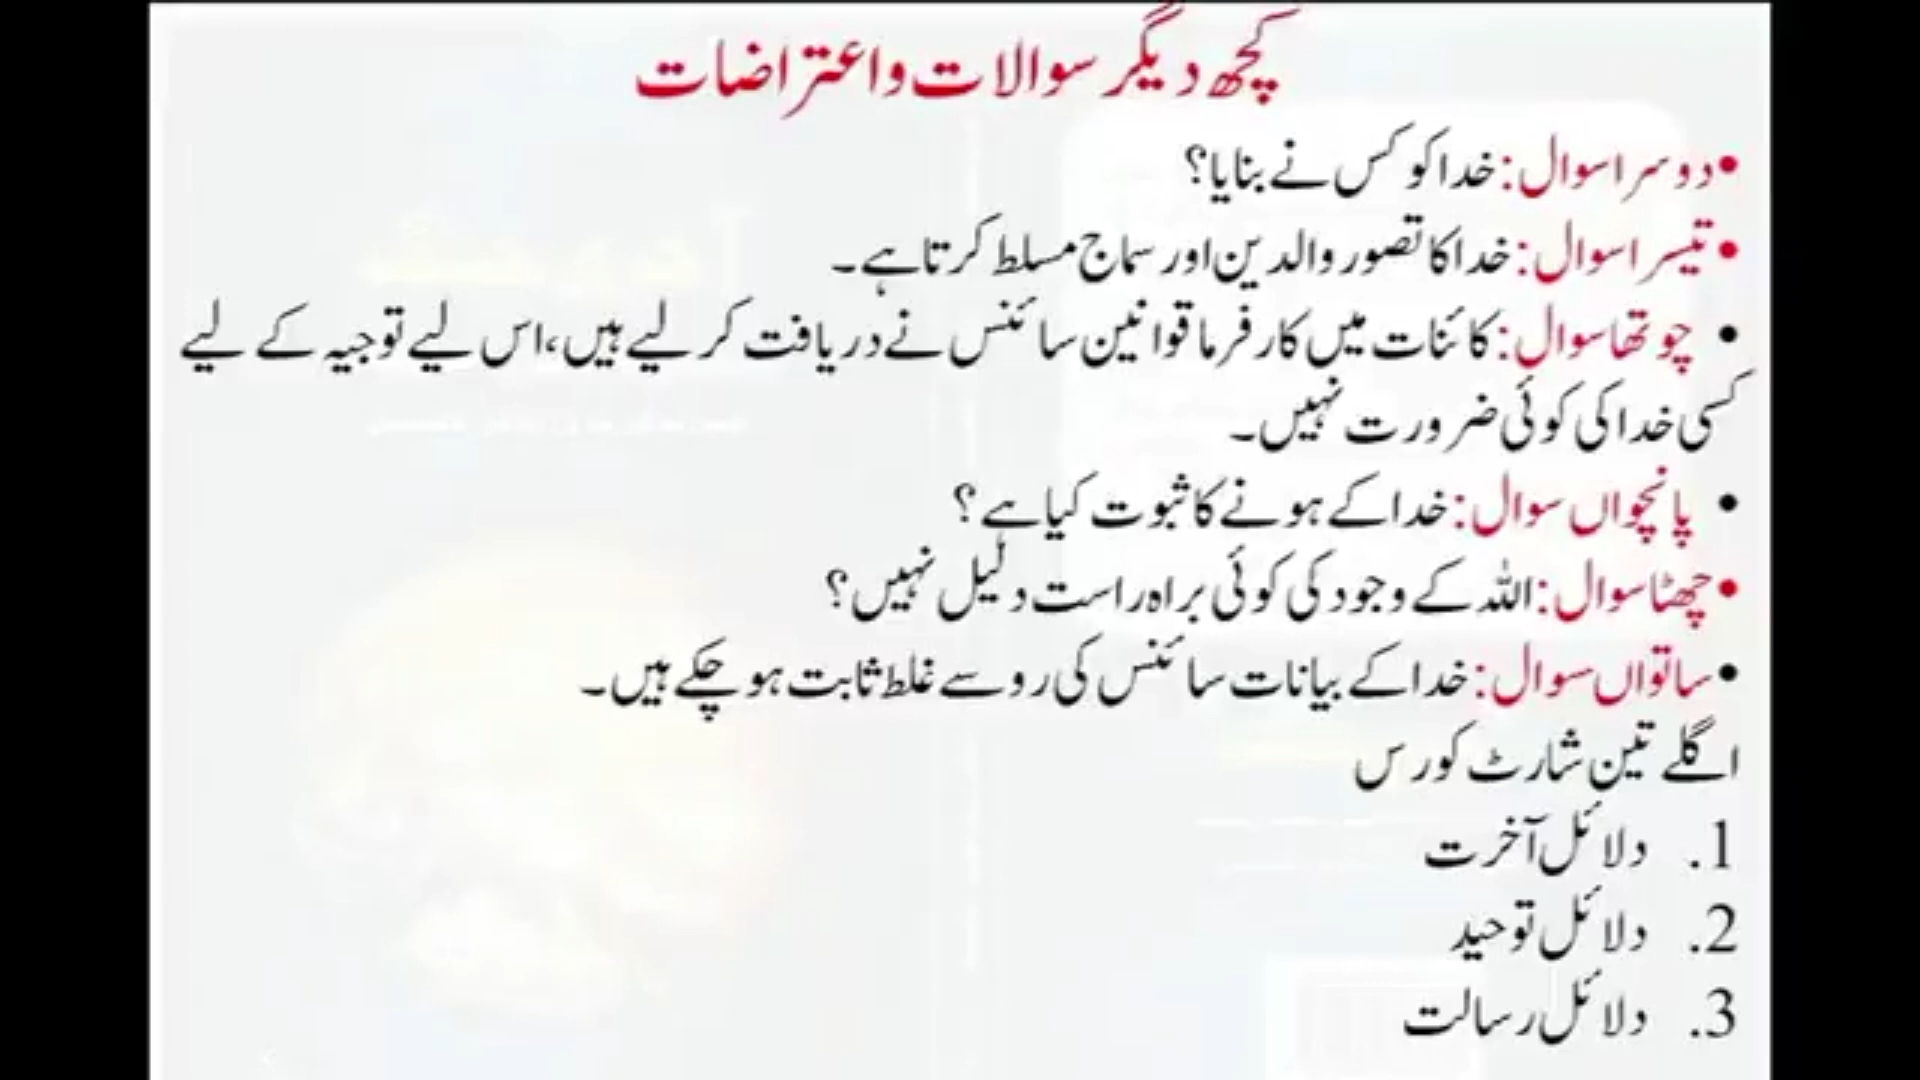 کچھ دیگر سوالات و اعتراضات
•دوسرا سوال: خدا کو کس نے بنایا؟
•تیسرا سوال: خدا کا تصور والدین اور سماج مسلط کرتا ہے۔
• چوتھا سوال: کائنات میں کار فرما قوانین سائنس نے دریافت کر لیے ہیں، اس لیے توجیہ کے لیے
کسی خدا کی کوئی ضرورت نہیں۔
• پانچواں سوال: خدا کے ہونے کا ثبوت کیا ہے؟
•چھٹا سوال: اللہ کے وجود کی کوئی براہ راست دلیل نہیں؟
•ساتواں سوال: خدا کے بیانات سائنس کی رو سے غلط ثابت ہو چکے ہیں۔
اگلے تین شارٹ کورس
1. دلائل آخرت
2. دلائل توحید
3. دلائل رسالت